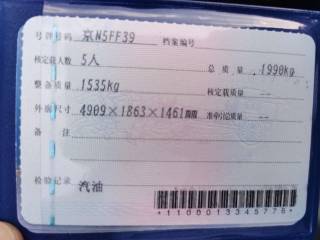 号牌号码 京N5FF39 档案编号
核定载人数 5人 总质量 1990kg
整备质量 1535kg 核定载质量 --
外廓尺寸 4909×1863×1461mm 准牵引总质量 --
备注
检验记录 汽油
*1100013345776*